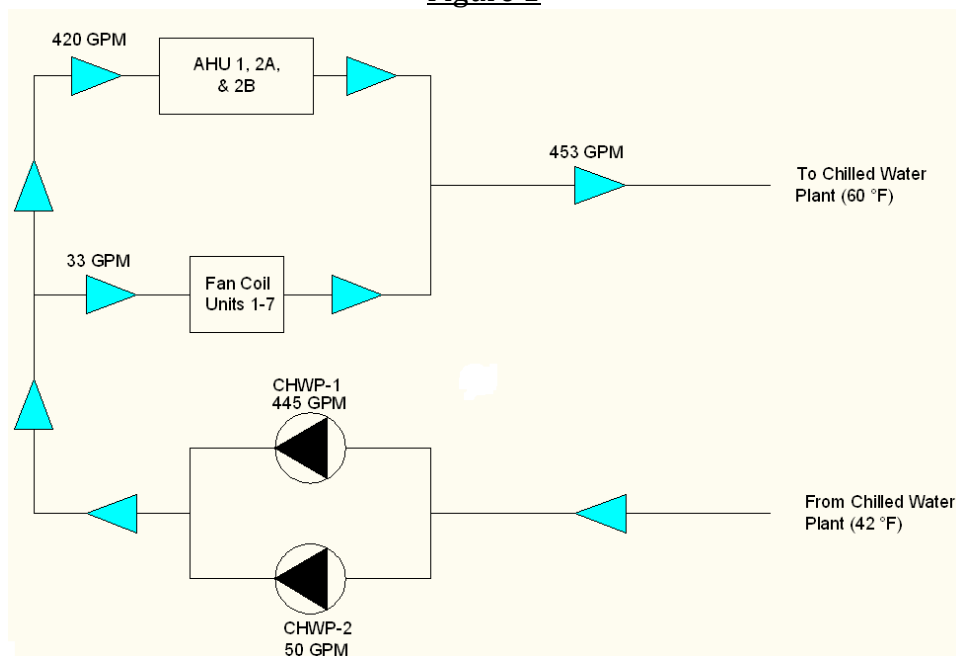 420 GPM
AHU 1, 2A,
& 2B
453 GPM
To Chilled Water
Plant (60 °F)
33 GPM
Fan Coil
Units 1-7
CHWP-1
445 GPM
From Chilled Water
Plant (42 °F)
CHWP-2
50 GPM